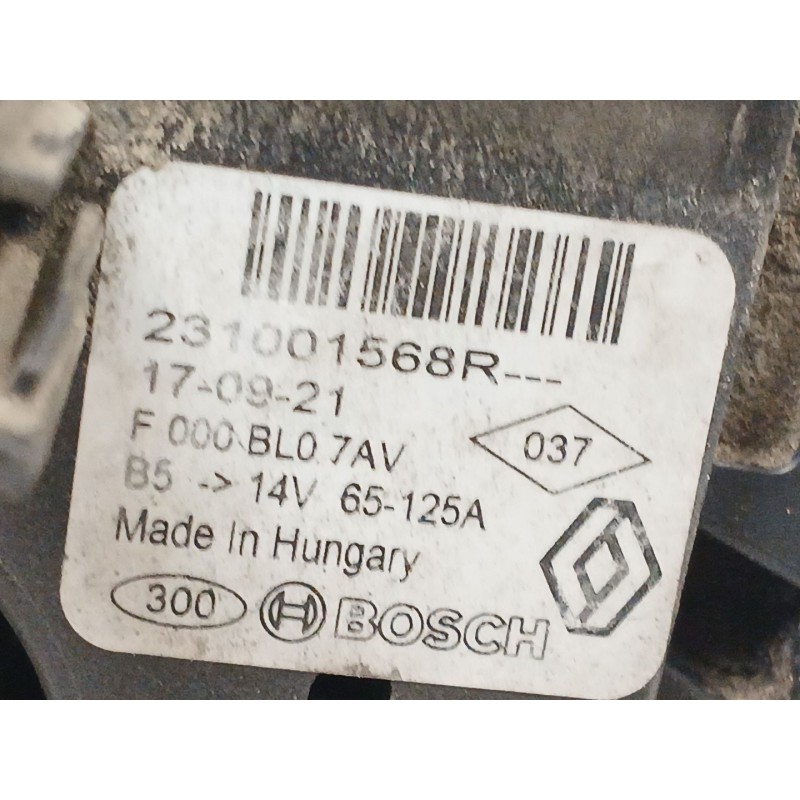 231001568R---
17-09-21
F 000 BL0 7AV
037
B5 -> 14V 65-125A
Made In Hungary
300 BOSCH